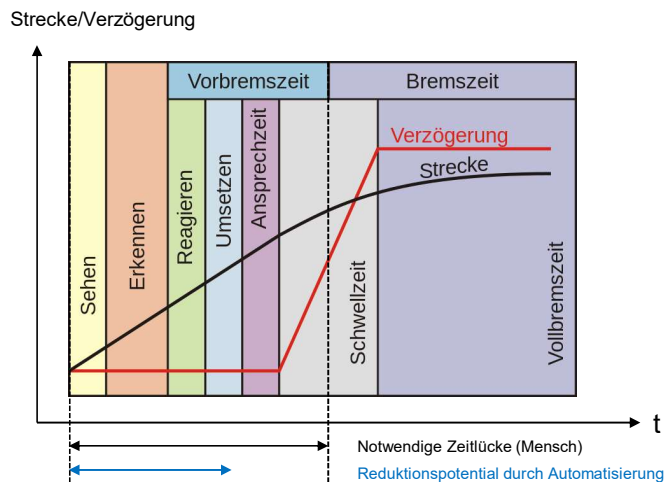 Strecke/Verzögerung
Vorbremszeit
Bremszeit
Sehen
Erkennen
Reagieren
Umsetzen
Ansprechzeit
Schwellzeit
Verzögerung
Strecke
Vollbremszeit
t
Notwendige Zeitlücke (Mensch)
Reduktionspotential durch Automatisierung